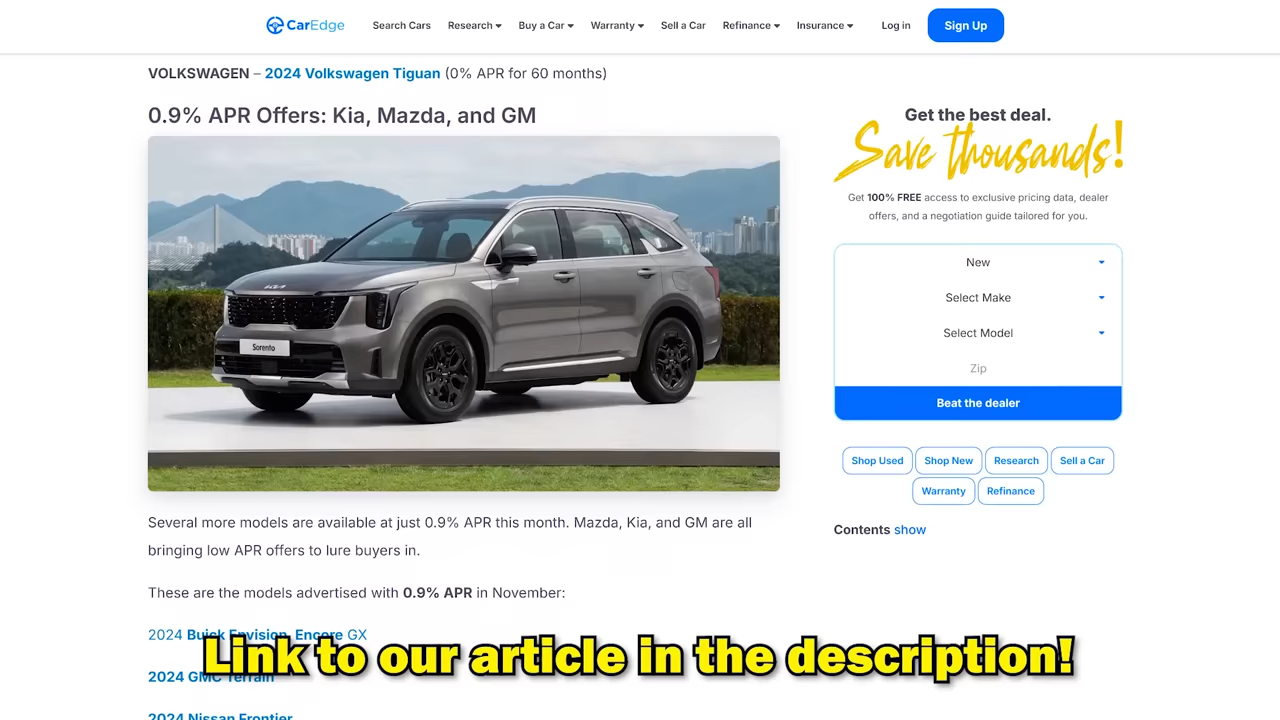 CarEdge
Search Cars
Research
Buy a Car
Warranty
Sell a Car
Refinance
Insurance
Log in
Sign Up
VOLKSWAGEN – 2024 Volkswagen Tiguan (0% APR for 60 months)
0.9% APR Offers: Kia, Mazda, and GM
KIA
Sorento
Several more models are available at just 0.9% APR this month. Mazda, Kia, and GM are all
bringing low APR offers to lure buyers in.
These are the models advertised with 0.9% APR in November:
2024 Buick Envision, Encore GX
2024 GMC Terrain
2024 Nissan Frontier
Get the best deal.
Save thousands!
Get 100% FREE access to exclusive pricing data, dealer
offers, and a negotiation guide tailored for you.
New
Select Make
Select Model
Zip
Beat the dealer
Shop Used
Shop New
Research
Sell a Car
Warranty
Refinance
Contents show
Link to our article in the description!